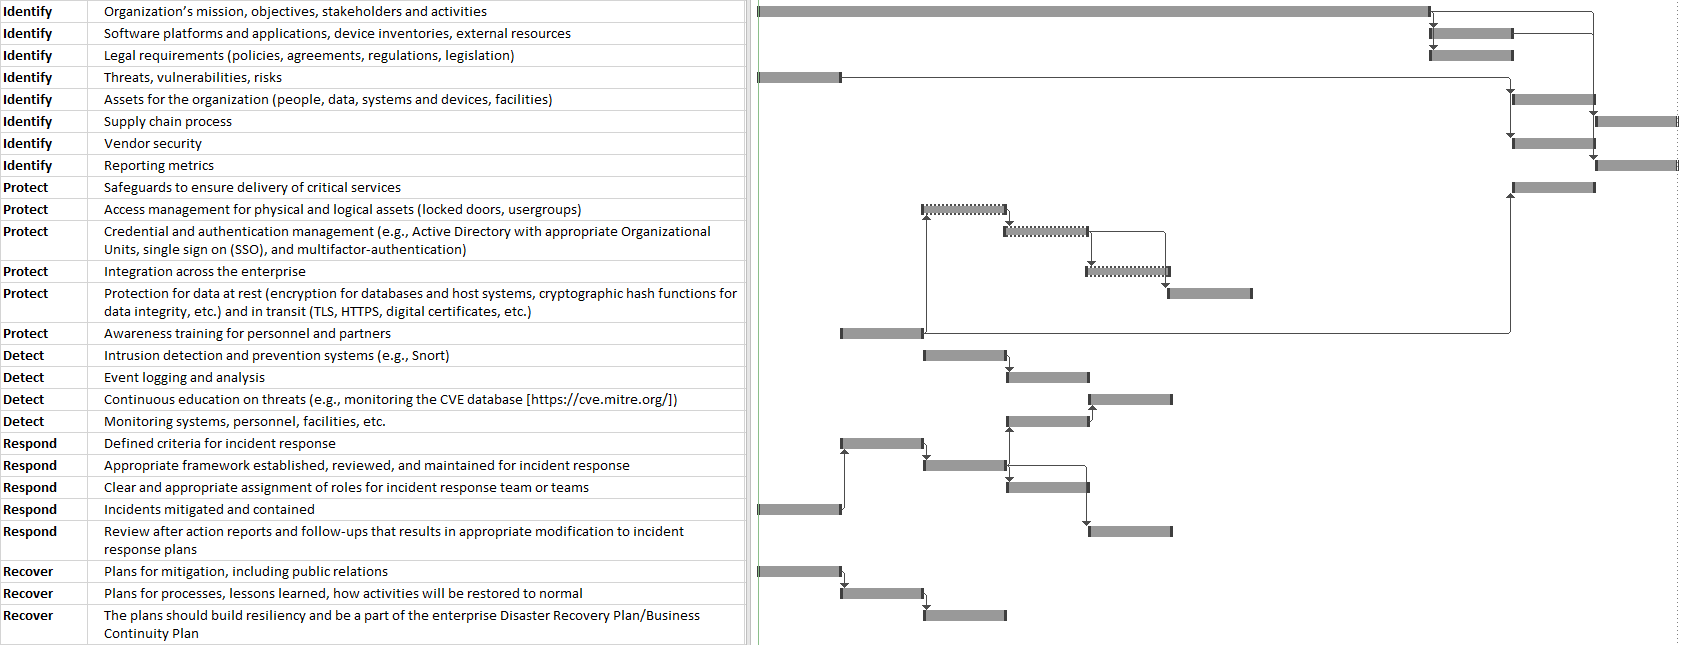 Identify Organization’s mission, objectives, stakeholders and activities
Identify Software platforms and applications, device inventories, external resources
Identify Legal requirements (policies, agreements, regulations, legislation)
Identify Threats, vulnerabilities, risks
Identify Assets for the organization (people, data, systems and devices, facilities)
Identify Supply chain process
Identify Vendor security
Identify Reporting metrics
Protect Safeguards to ensure delivery of critical services
Protect Access management for physical and logical assets (locked doors, usergroups)
Protect Credential and authentication management (e.g., Active Directory with appropriate Organizational
Units, single sign on (SSO), and multifactor-authentication)
Protect Integration across the enterprise
Protect Protection for data at rest (encryption for databases and host systems, cryptographic hash functions for
data integrity, etc.) and in transit (TLS, HTTPS, digital certificates, etc.)
Protect Awareness training for personnel and partners
Detect Intrusion detection and prevention systems (e.g., Snort)
Detect Event logging and analysis
Detect Continuous education on threats (e.g., monitoring the CVE database [https://cve.mitre.org/])
Detect Monitoring systems, personnel, facilities, etc.
Respond Defined criteria for incident response
Respond Appropriate framework established, reviewed, and maintained for incident response
Respond Clear and appropriate assignment of roles for incident response team or teams
Respond Incidents mitigated and contained
Respond Review after action reports and follow-ups that results in appropriate modification to incident
response plans
Recover Plans for mitigation, including public relations
Recover Plans for processes, lessons learned, how activities will be restored to normal
Recover The plans should build resiliency and be a part of the enterprise Disaster Recovery Plan/Business
Continuity Plan